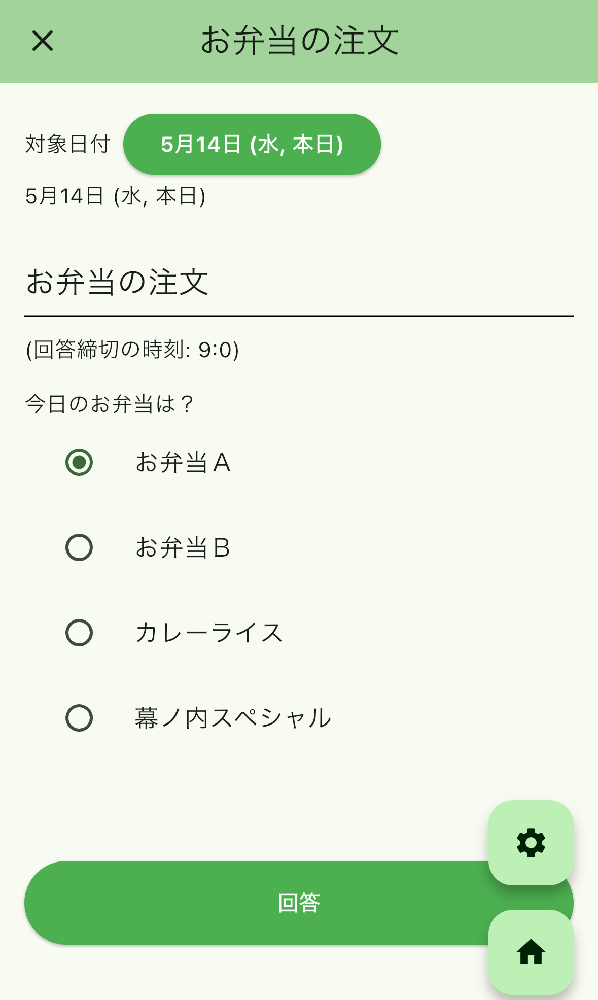 お弁当の注文
対象日付 5月14日 (水, 本日)
5月14日 (水, 本日)
お弁当の注文
(回答締切の時刻: 9:0)
今日のお弁当は？
お弁当Ａ
お弁当Ｂ
カレーライス
幕ノ内スペシャル
回答